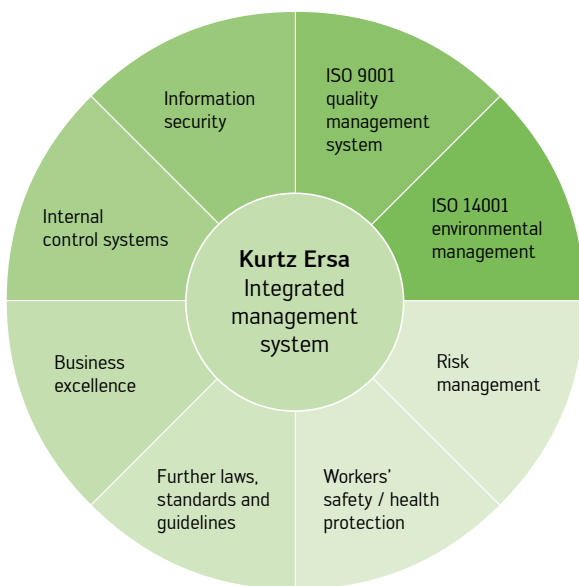 Information
security
ISO 9001
quality
management
system
ISO 14001
environmental
management
Internal
control systems
Kurtz Ersa
Integrated
management
system
Business
excellence
Risk
management
Further laws,
standards and
guidelines
Workers'
safety / health
protection